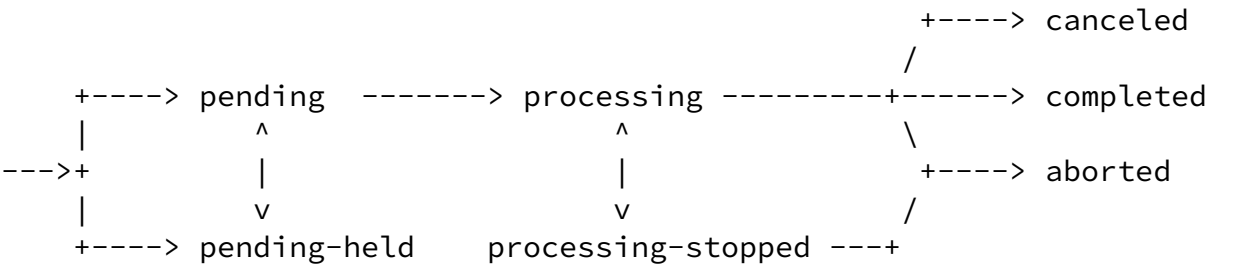 +----> canceled
                                                          /
    +----> pending  -------> processing ---------+------> completed
    |         ^                   ^               \
--->+         |                   |                +----> aborted
    |         v                   v               /
    +----> pending-held    processing-stopped ---+